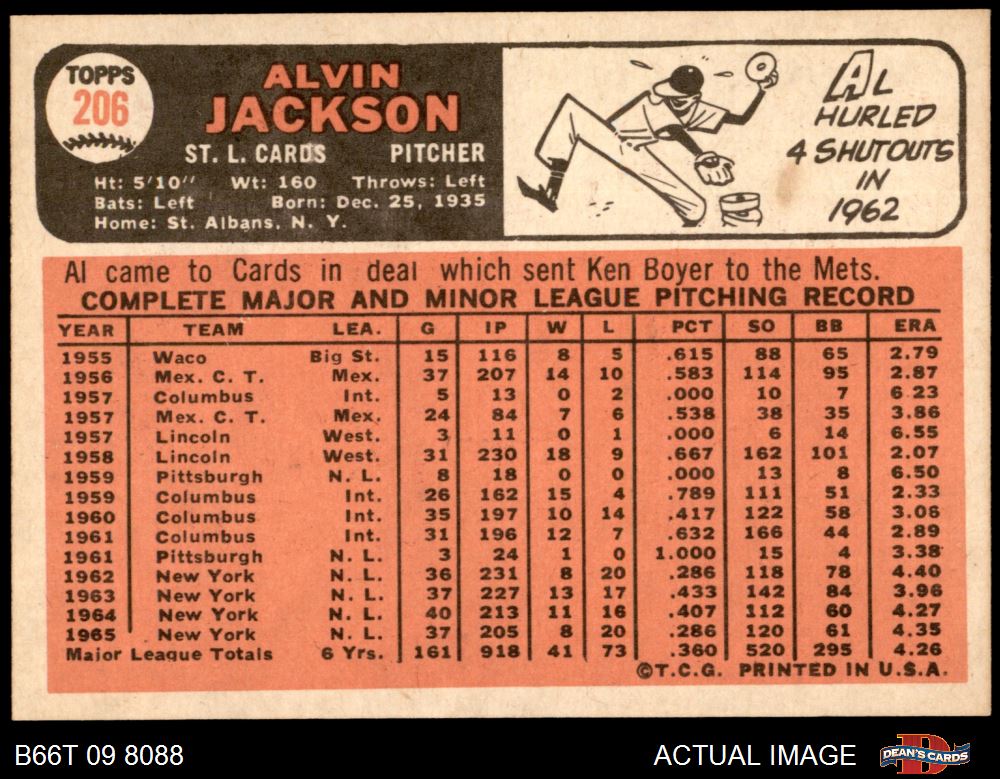 TOPPS
206
ALVIN
JACKSON
ST. L. CARDS PITCHER
Ht: 5'10" Wt: 160 Throws: Left
Bats: Left Born: Dec. 25, 1935
Home: St. Albans, N. Y.
AL
HURLED
4 SHUTOUTS
IN
1962
Al came to Cards in deal which sent Ken Boyer to the Mets.
COMPLETE MAJOR AND MINOR LEAGUE PITCHING RECORD
YEAR TEAM LEA. G IP W L PCT SO BB ERA
1955 Waco Big St. 15 116 8 5 .615 88 65 2.79
1956 Mex. C. T. Mex. 37 207 14 10 .583 114 95 2.87
1957 Columbus Int. 5 13 0 2 .000 10 7 6.23
1957 Mex. C. T. Mex. 24 84 7 6 .538 38 35 3.86
1957 Lincoln West. 3 11 0 1 .000 6 14 6.55
1958 Lincoln West. 31 230 18 9 .667 162 101 2.07
1959 Pittsburgh N. L. 8 18 0 0 .000 13 8 6.50
1959 Columbus Int. 26 162 15 4 .789 111 51 2.33
1960 Columbus Int. 35 197 10 14 .417 122 58 3.06
1961 Columbus Int. 31 196 12 7 .632 166 44 2.89
1961 Pittsburgh N. L. 3 24 1 0 1.000 15 4 3.38
1962 New York N. L. 36 231 8 20 .286 118 78 4.40
1963 New York N. L. 37 227 13 17 .433 142 84 3.96
1964 New York N. L. 40 213 11 16 .407 112 60 4.27
1965 New York N. L. 37 205 8 20 .286 120 61 4.35
Major League Totals 6 Yrs. 161 918 41 73 .360 520 295 4.26
©T.C.G. PRINTED IN U.S.A.
B66T 09 8088 ACTUAL IMAGE DEAN'S CARDS